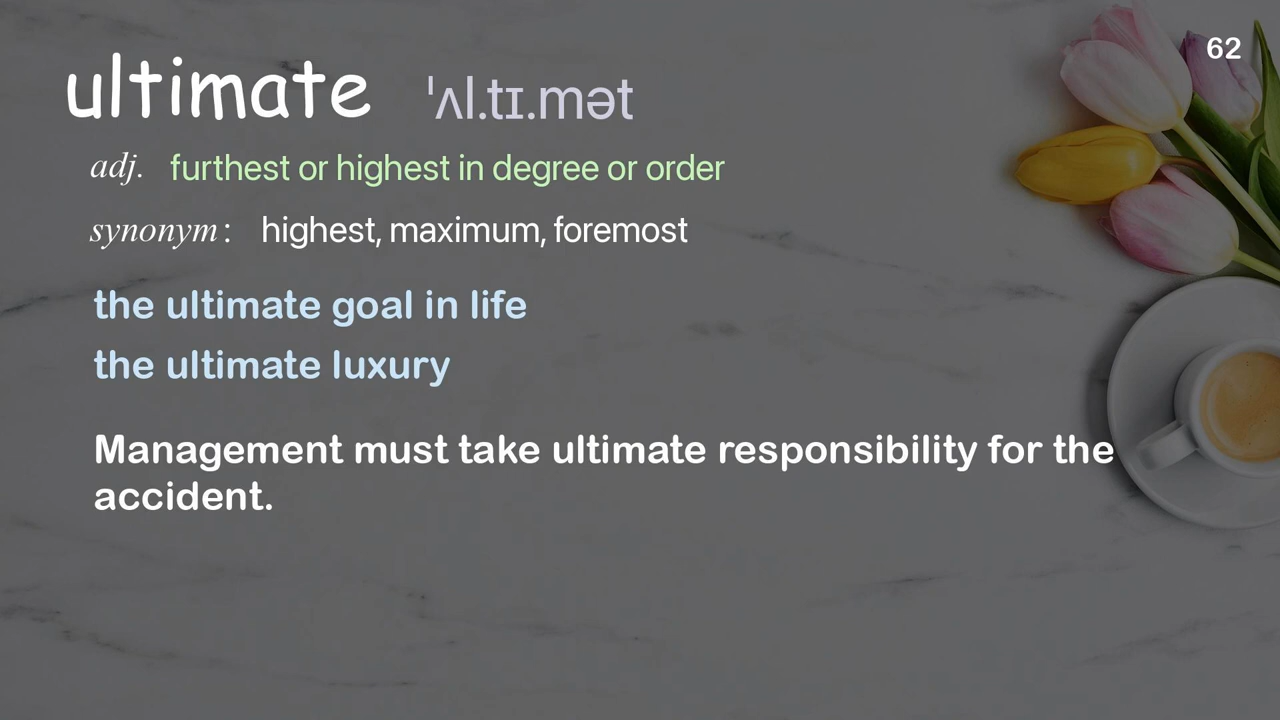 62
ultimate ˈʌl.tɪ.mət
adj. furthest or highest in degree or order
synonym: highest, maximum, foremost
the ultimate goal in life
the ultimate luxury
Management must take ultimate responsibility for the
accident.